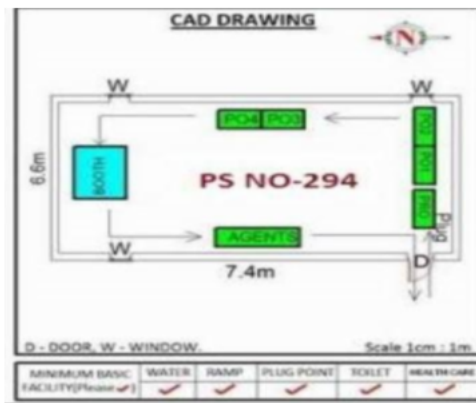 CAD DRAWING
N
W
W
PO4 PO3
PO2
PO1
6.6m
BOOTH
PS NO-294
PRO
Plug
AGENTS
W
D
7.4m
D - DOOR, W - WINDOW.
Scale 1cm : 1m
MINIMUM BASIC FACILITY(Please ✓)
WATER
RAMP
PLUG POINT
TOILET
HEALTH CARE
✓ ✓ ✓ ✓ ✓